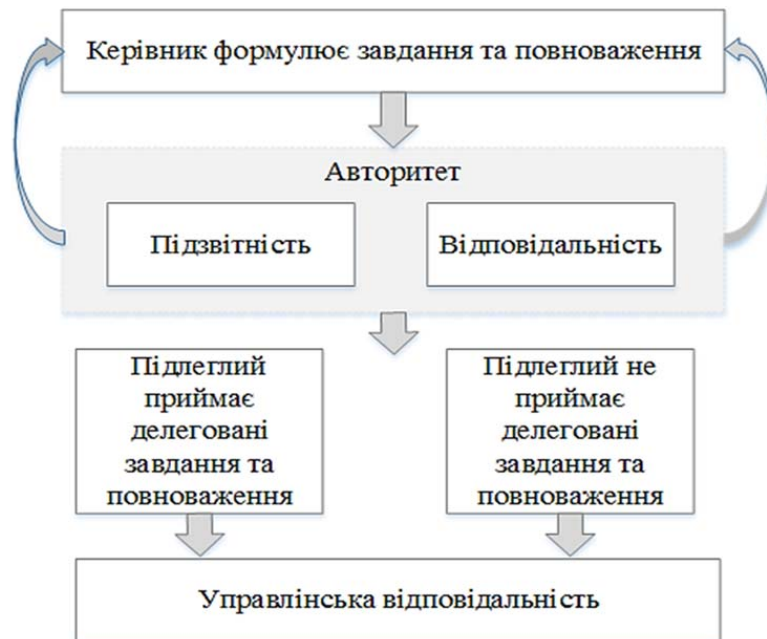 Керівник формулює завдання та повноваження
Авторитет
Підзвітність
Відповідальність
Підлеглий
приймає
делеговані
завдання та
повноваження
Підлеглий не
приймає
делеговані
завдання та
повноваження
Управлінська відповідальність